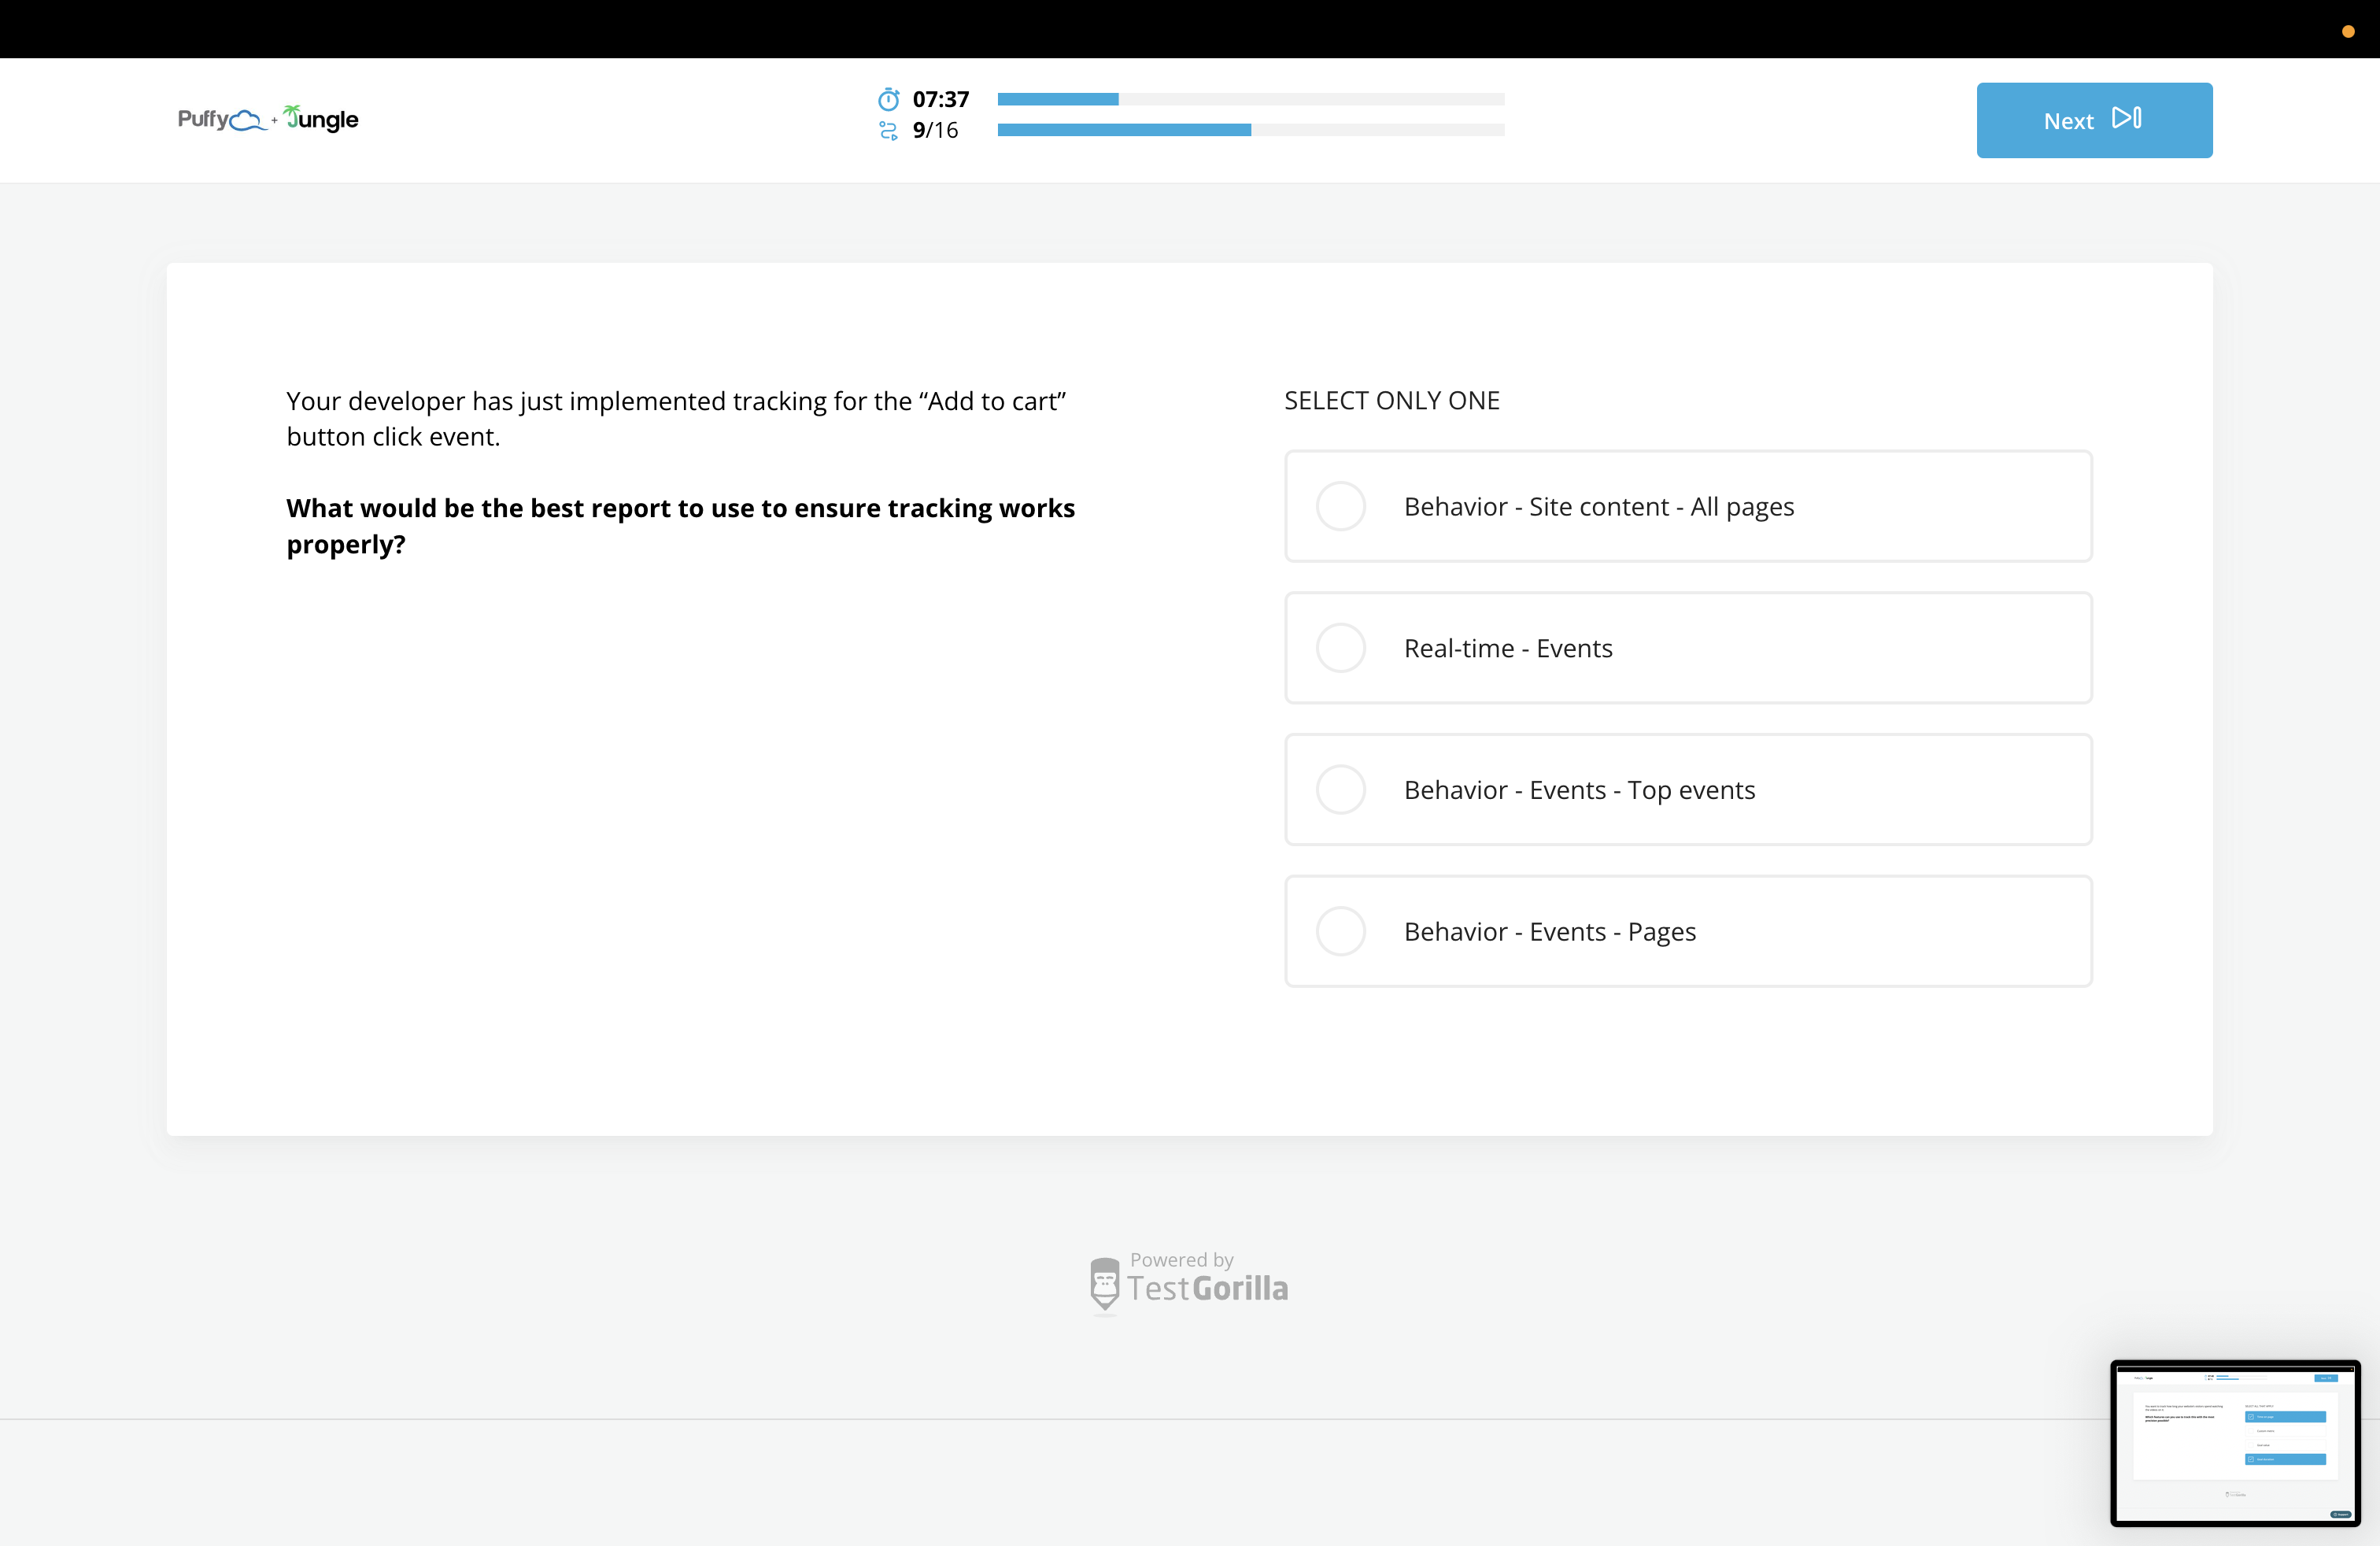 Puffy + Jungle
07:37
9/16
Next
Your developer has just implemented tracking for the “Add to cart”
button click event.
What would be the best report to use to ensure tracking works
properly?
SELECT ONLY ONE
Behavior - Site content - All pages
Real-time - Events
Behavior - Events - Top events
Behavior - Events - Pages
Powered by
TestGorilla